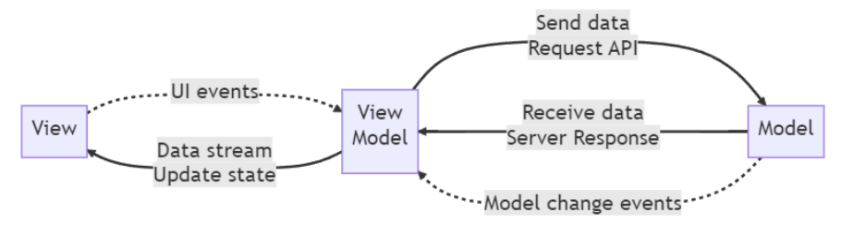 Send data
Request API
UI events
View
View
Model
Receive data
Server Response
Model
Data stream
Update state
Model change events